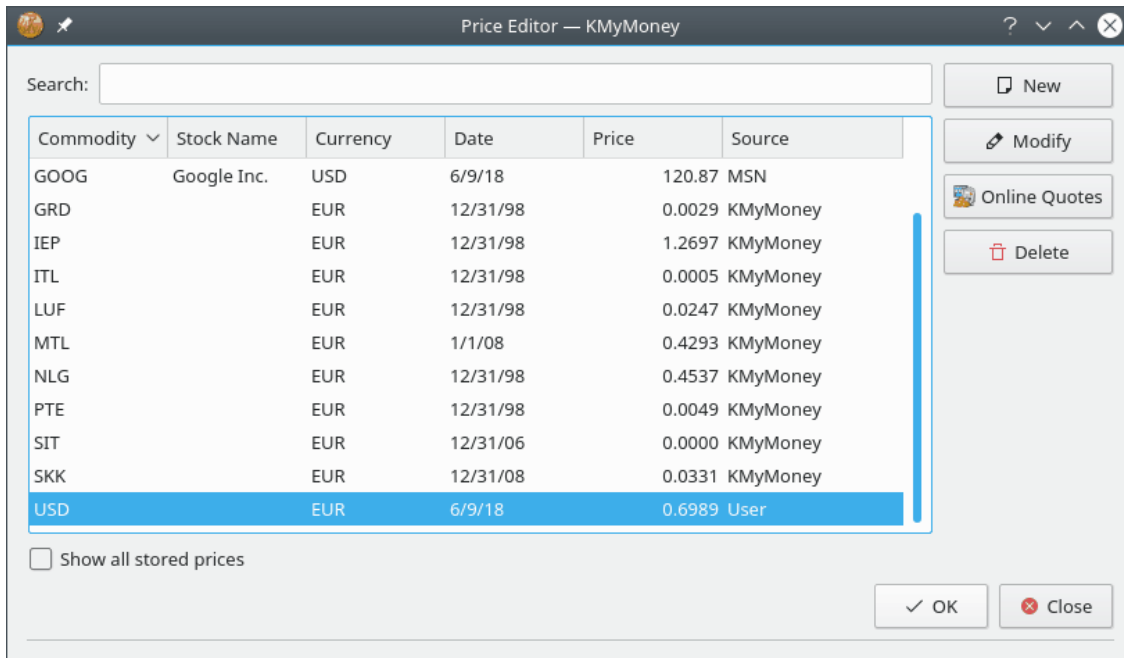 Price Editor — KMyMoney
Search:
New
Commodity Stock Name Currency Date Price Source
Modify
GOOG Google Inc. USD 6/9/18 120.87 MSN
Online Quotes
GRD EUR 12/31/98 0.0029 KMyMoney
IEP EUR 12/31/98 1.2697 KMyMoney
Delete
ITL EUR 12/31/98 0.0005 KMyMoney
LUF EUR 12/31/98 0.0247 KMyMoney
MTL EUR 1/1/08 0.4293 KMyMoney
NLG EUR 12/31/98 0.4537 KMyMoney
PTE EUR 12/31/98 0.0049 KMyMoney
SIT EUR 12/31/06 0.0000 KMyMoney
SKK EUR 12/31/08 0.0331 KMyMoney
USD EUR 6/9/18 0.6989 User
Show all stored prices
OK Close